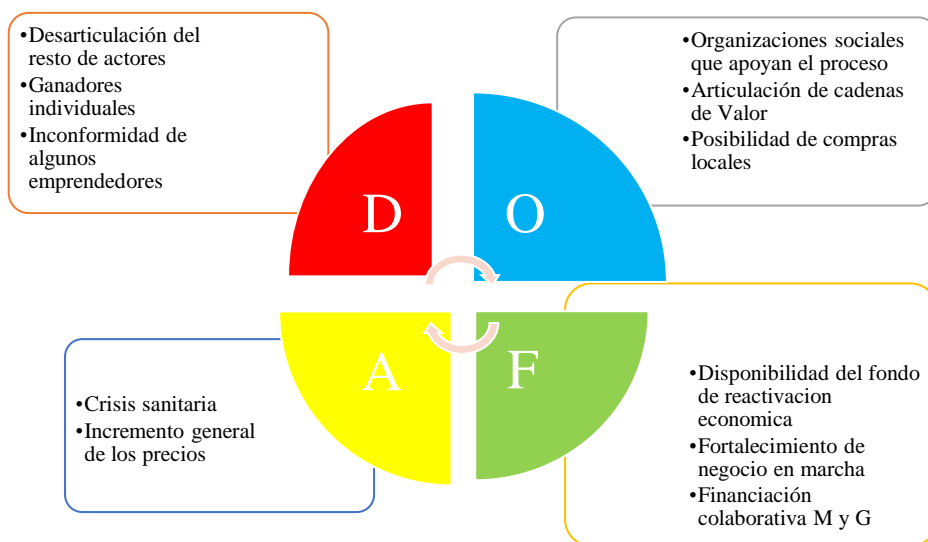 •Desarticulación del
resto de actores
•Ganadores
individuales
•Inconformidad de
algunos
emprendedores
•Organizaciones sociales
que apoyan el proceso
•Articulación de cadenas
de Valor
•Posibilidad de compras
locales
D
O
A
F
•Crisis sanitaria
•Incremento general
de los precios
•Disponibilidad del fondo
de reactivacion
economica
•Fortalecimiento de
negocio en marcha
•Financiación
colaborativa M y G